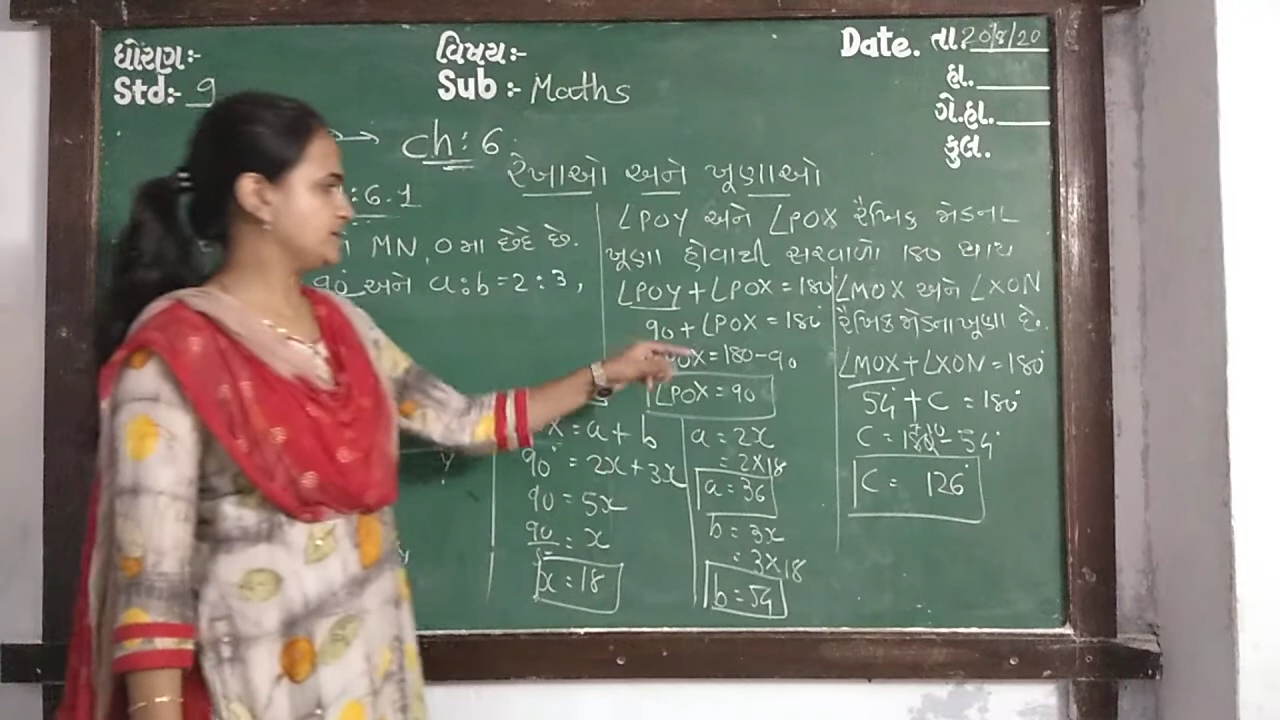 ધોરણ:-
Std:- 9
વિષય:-
Sub :- Maths
Date. તા. 20/8/20
હા.
ગે.હા.
કુલ.
→ ch: 6
રેખાઓ અને ખૂણાઓ
: 6.1
MN, O મા છેદે છે.
90 અને a:b = 2:3,
y
y
x = a + b
90° = 2x + 3x
90 = 5x
90 = x
x = 18
∠POY અને ∠POX રૈખિક જોડના
ખૂણા હોવાથી સરવાળો 180 થાય
∠POY + ∠POX = 180
90 + ∠POX = 180
OX = 180 - 90
∠POX = 90
a = 2x
= 2 x 18
a = 36
b = 3x
= 3 x 18
b = 54
∠MOX અને ∠XON
રૈખિક જોડના ખૂણા છે.
∠MOX + ∠XON = 180°
54 + C = 180°
C = 180 - 54°
C = 126°